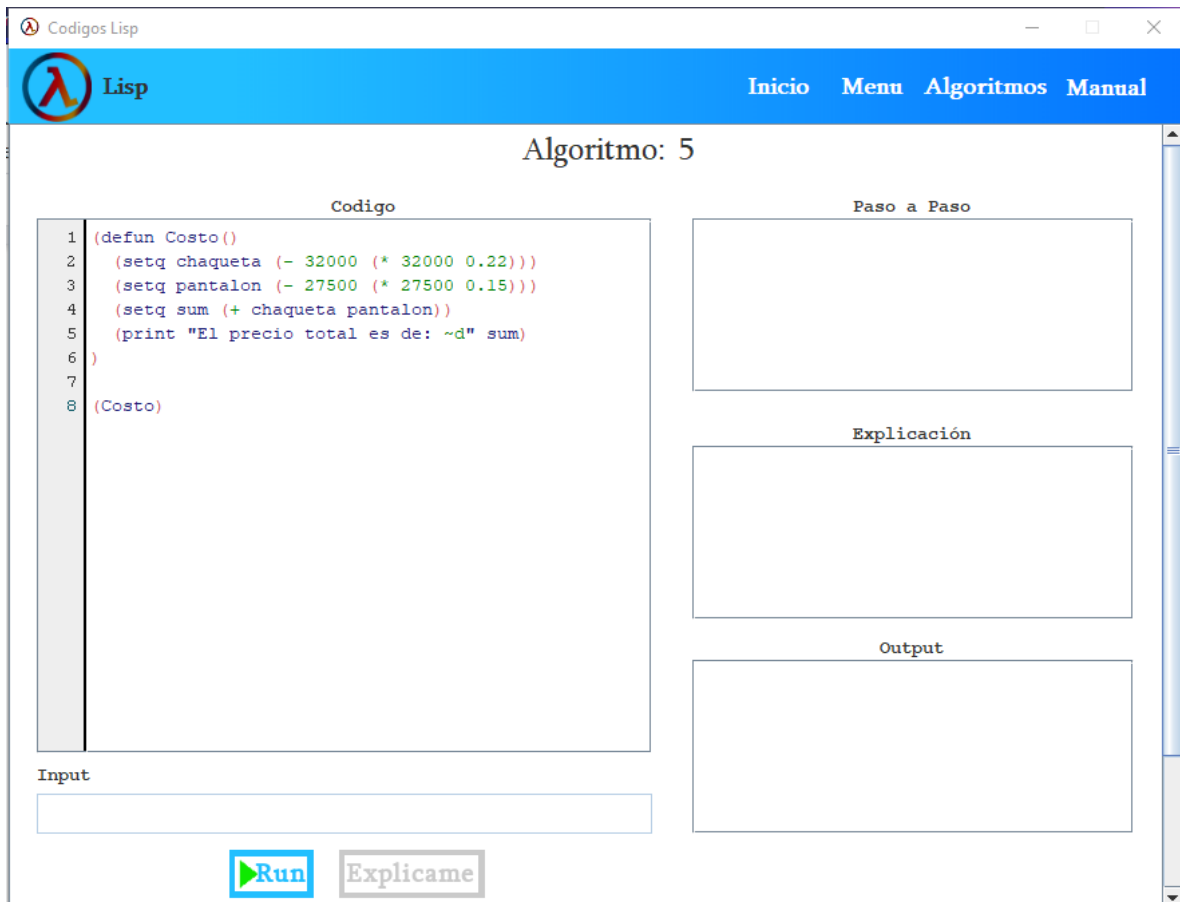 Codigos Lisp
λ Lisp
Inicio Menu Algoritmos Manual
Algoritmo: 5
Codigo
1 (defun Costo()
2   (setq chaqueta (- 32000 (* 32000 0.22)))
3   (setq pantalon (- 27500 (* 27500 0.15)))
4   (setq sum (+ chaqueta pantalon))
5   (print "El precio total es de: ~d" sum)
6 )
7
8 (Costo)
Input
Run Explicame
Paso a Paso
Explicación
Output